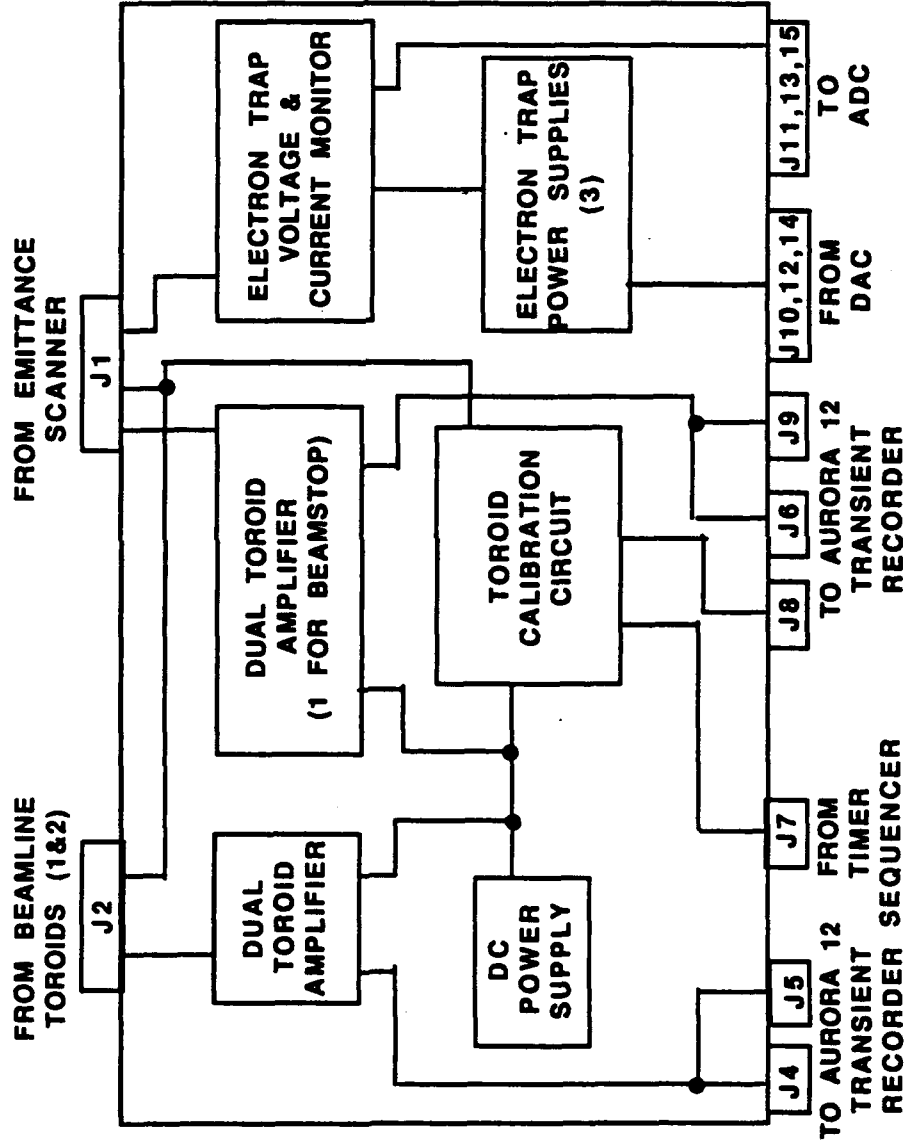 FROM BEAMLINE
TOROIDS (1&2)
J2
FROM EMITTANCE
SCANNER
J1
DUAL
TOROID
AMPLIFIER
DUAL TOROID
AMPLIFIER
(1 FOR BEAMSTOP)
ELECTRON TRAP
VOLTAGE &
CURRENT MONITOR
DC
POWER
SUPPLY
TOROID
CALIBRATION
CIRCUIT
ELECTRON TRAP
POWER SUPPLIES
(3)
J4
J5
TO AURORA 12
TRANSIENT
RECORDER
J7
FROM
TIMER
SEQUENCER
J8
J6
J9
TO AURORA 12
TRANSIENT
RECORDER
J10,12,14
FROM
DAC
J11,13,15
TO
ADC